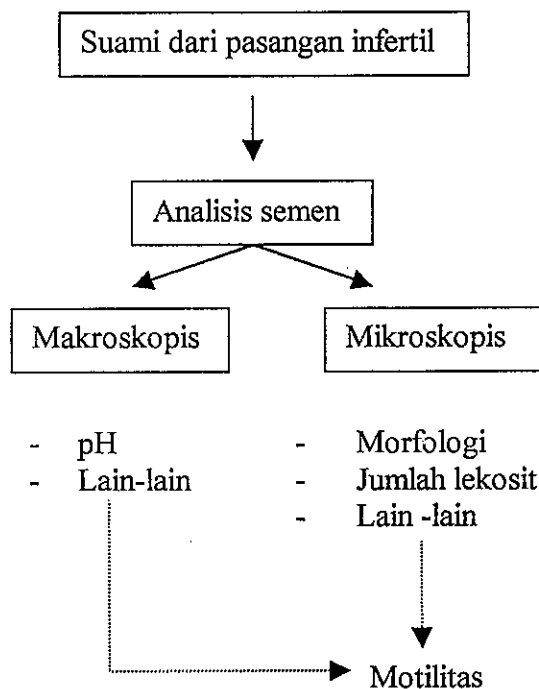 Suami dari pasangan infertil
Analisis semen
Makroskopis
Mikroskopis
- pH
- Lain-lain
- Morfologi
- Jumlah lekosit
- Lain -lain
Motilitas